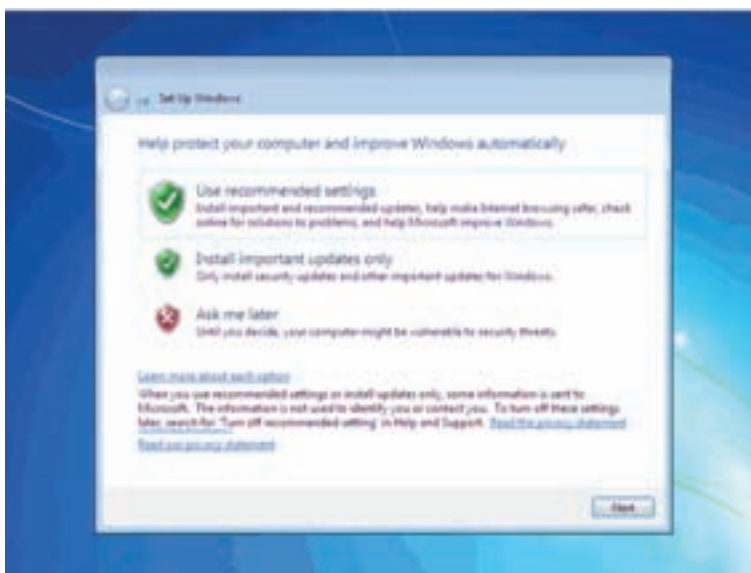 Set Up Windows
Help protect your computer and improve Windows automatically
Use recommended settings
Install important and recommended updates, help make Internet browsing safer, check
online for solutions to problems, and help Microsoft improve Windows.
Install important updates only
Only install security updates and other important updates for Windows.
Ask me later
Until you decide, your computer might be vulnerable to security threats.
Learn more about each option
When you use recommended settings or install updates only, some information is sent to
Microsoft. The information is not used to identify you or contact you. To turn off these settings
later, search for "Turn off recommended setting" in Help and Support. Read the privacy statement
Read our privacy statement